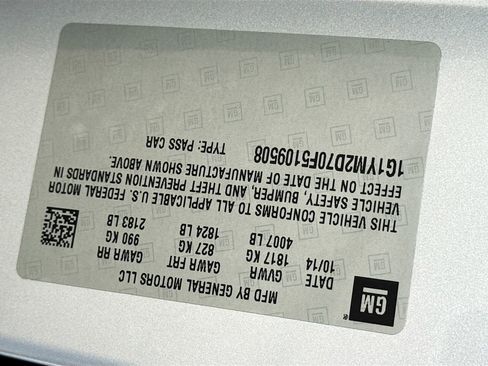 GM
MFD BY GENERAL MOTORS LLC
DATE GVWR GAWR FRT GAWR RR
10/14 1817 KG 827 KG 990 KG
4007 LB 1824 LB 2183 LB
THIS VEHICLE CONFORMS TO ALL APPLICABLE U.S. FEDERAL MOTOR
VEHICLE SAFETY, BUMPER, AND THEFT PREVENTION STANDARDS IN
EFFECT ON THE DATE OF MANUFACTURE SHOWN ABOVE.
1G1YM2D70F5109508 TYPE: PASS CAR